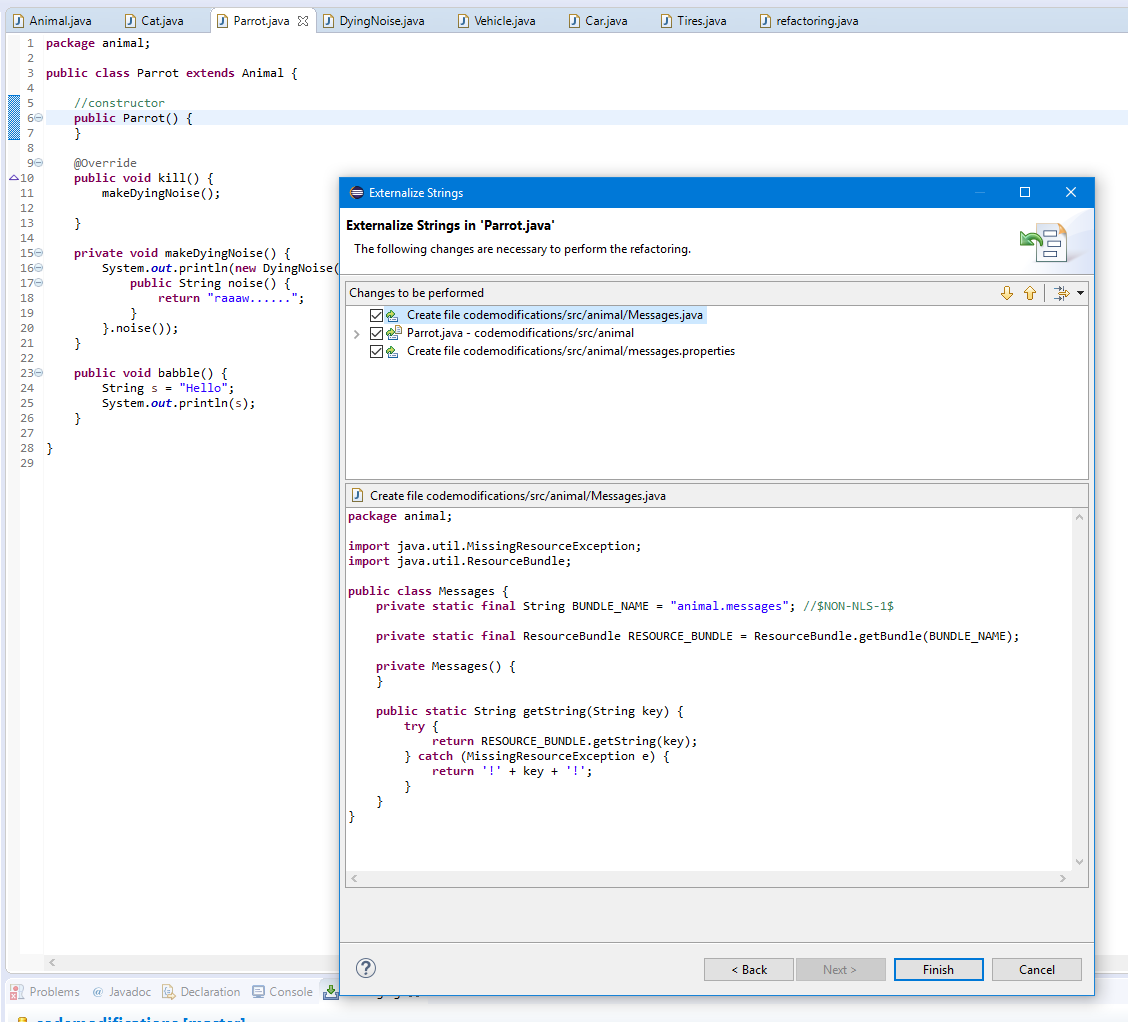 Animal.java Cat.java Parrot.java DyingNoise.java Vehicle.java Car.java Tires.java refactoring.java
1 package animal;
2
3 public class Parrot extends Animal {
4
5 //constructor
6 public Parrot() {
7 }
8
9 @Override
10 public void kill() {
11 makeDyingNoise();
12
13 }
14
15 private void makeDyingNoise() {
16 System.out.println(new DyingNoise(
17 public String noise() {
18 return "raaaw......";
19 }
20 }.noise());
21 }
22
23 public void babble() {
24 String s = "Hello";
25 System.out.println(s);
26 }
27
28 }
29
Externalize Strings
Externalize Strings in 'Parrot.java'
The following changes are necessary to perform the refactoring.
Changes to be performed
Create file codemodifications/src/animal/Messages.java
Parrot.java - codemodifications/src/animal
Create file codemodifications/src/animal/messages.properties
Create file codemodifications/src/animal/Messages.java
package animal;
import java.util.MissingResourceException;
import java.util.ResourceBundle;
public class Messages {
private static final String BUNDLE_NAME = "animal.messages"; //$NON-NLS-1$
private static final ResourceBundle RESOURCE_BUNDLE = ResourceBundle.getBundle(BUNDLE_NAME);
private Messages() {
}
public static String getString(String key) {
try {
return RESOURCE_BUNDLE.getString(key);
} catch (MissingResourceException e) {
return '!' + key + '!';
}
}
}
< Back Next > Finish Cancel
Problems @ Javadoc Declaration Console
codemodifications [master]